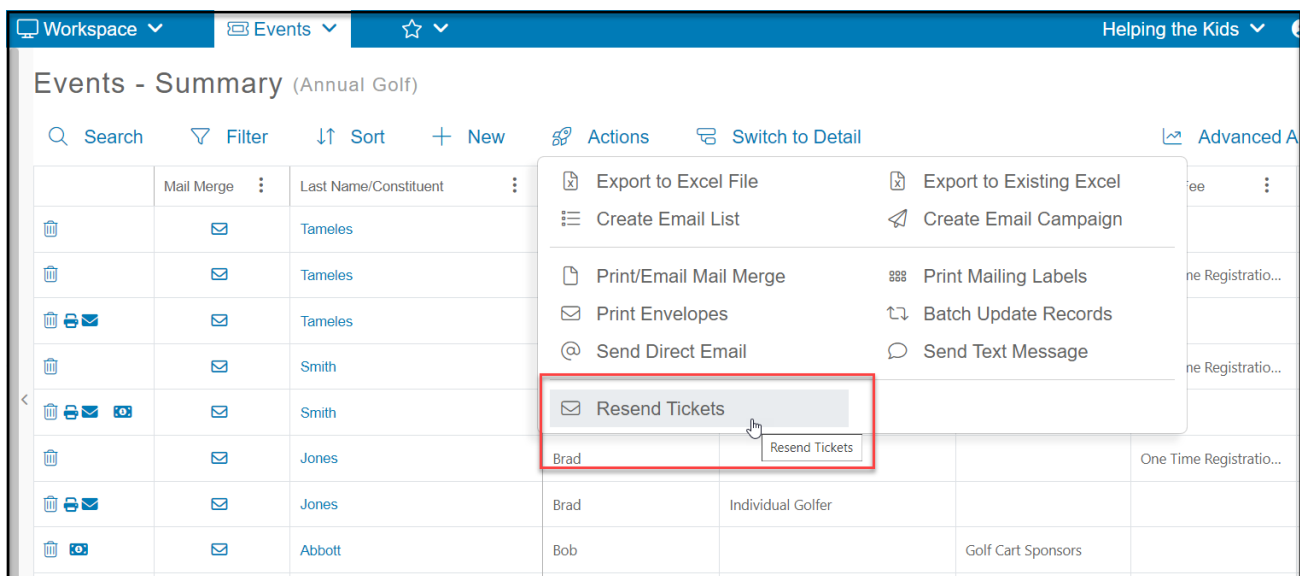 Workspace Events Helping the Kids
Events - Summary (Annual Golf)
Search Filter Sort New Actions Switch to Detail Advanced A
Mail Merge Last Name/Constituent Fee
Export to Excel File Export to Existing Excel
Create Email List Create Email Campaign
Print/Email Mail Merge Print Mailing Labels
Print Envelopes Batch Update Records
Send Direct Email Send Text Message
Resend Tickets
Resend Tickets
Tameles
Tameles me Registratio...
Tameles
Smith me Registratio...
Smith
Jones Brad One Time Registratio...
Jones Brad Individual Golfer
Abbott Bob Golf Cart Sponsors